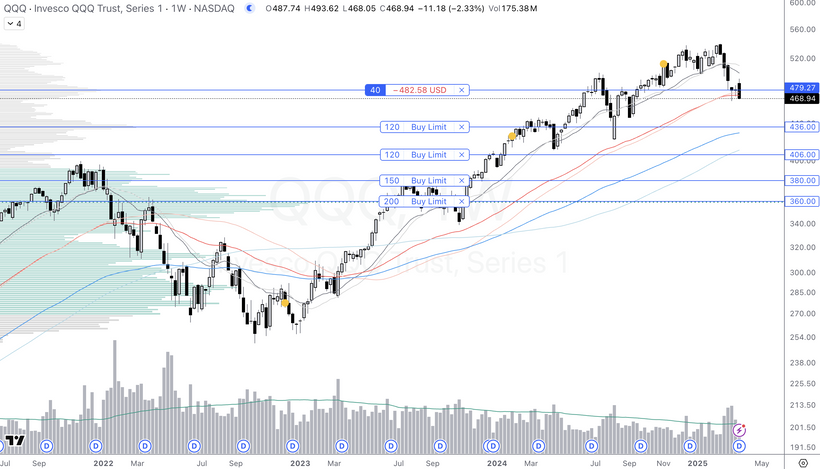 QQQ · Invesco QQQ Trust, Series 1 · 1W · NASDAQ O487.74 H493.62 L468.05 C468.94 −11.18 (−2.33%) Vol175.38M
4
600.00
560.00
520.00
40 −482.58 USD ×
479.27
468.94
120 Buy Limit ×
436.00
120 Buy Limit ×
406.00
400.00
150 Buy Limit ×
380.00
200 Buy Limit ×
360.00
340.00
320.00
Invesco QQQ Trust, Series 1
300.00
285.00
270.00
254.00
238.00
225.50
213.50
201.50
191.50
D D D D D D D D D D D D D D D
Jul 2022 Mar Jul Sep 2023 Mar Jul Sep 2024 Mar Jul Sep Nov 2025 May